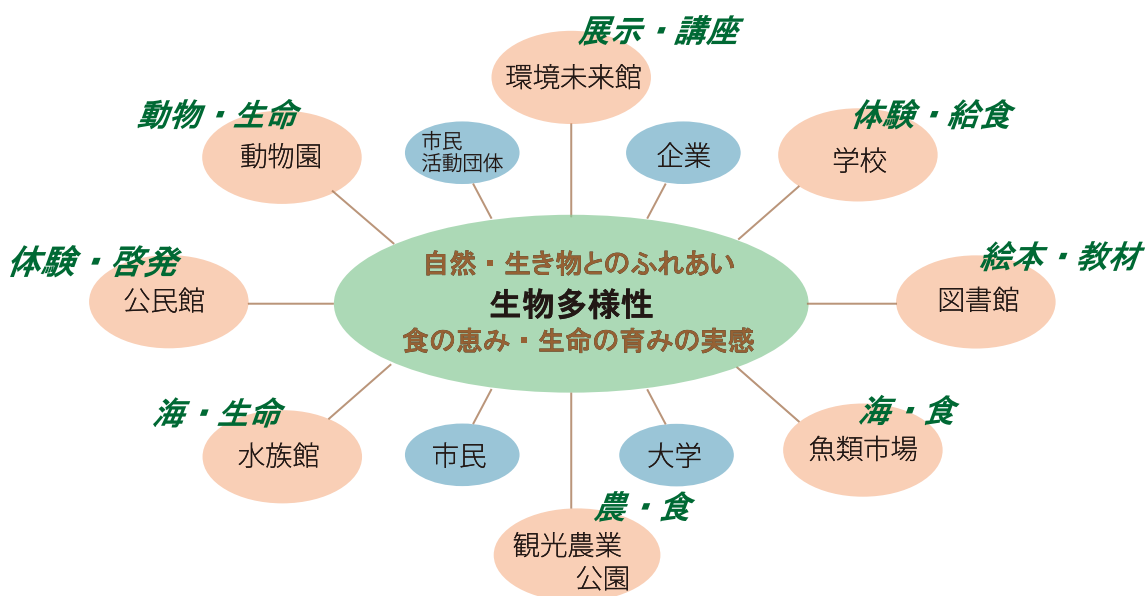 展示・講座
環境未来館
動物・生命
動物園
市民
活動団体
企業
体験・給食
学校
体験・啓発
公民館
自然・生き物とのふれあい
生物多様性
食の恵み・生命の育みの実感
絵本・教材
図書館
海・生命
水族館
市民
大学
海・食
魚類市場
農・食
観光農業
公園